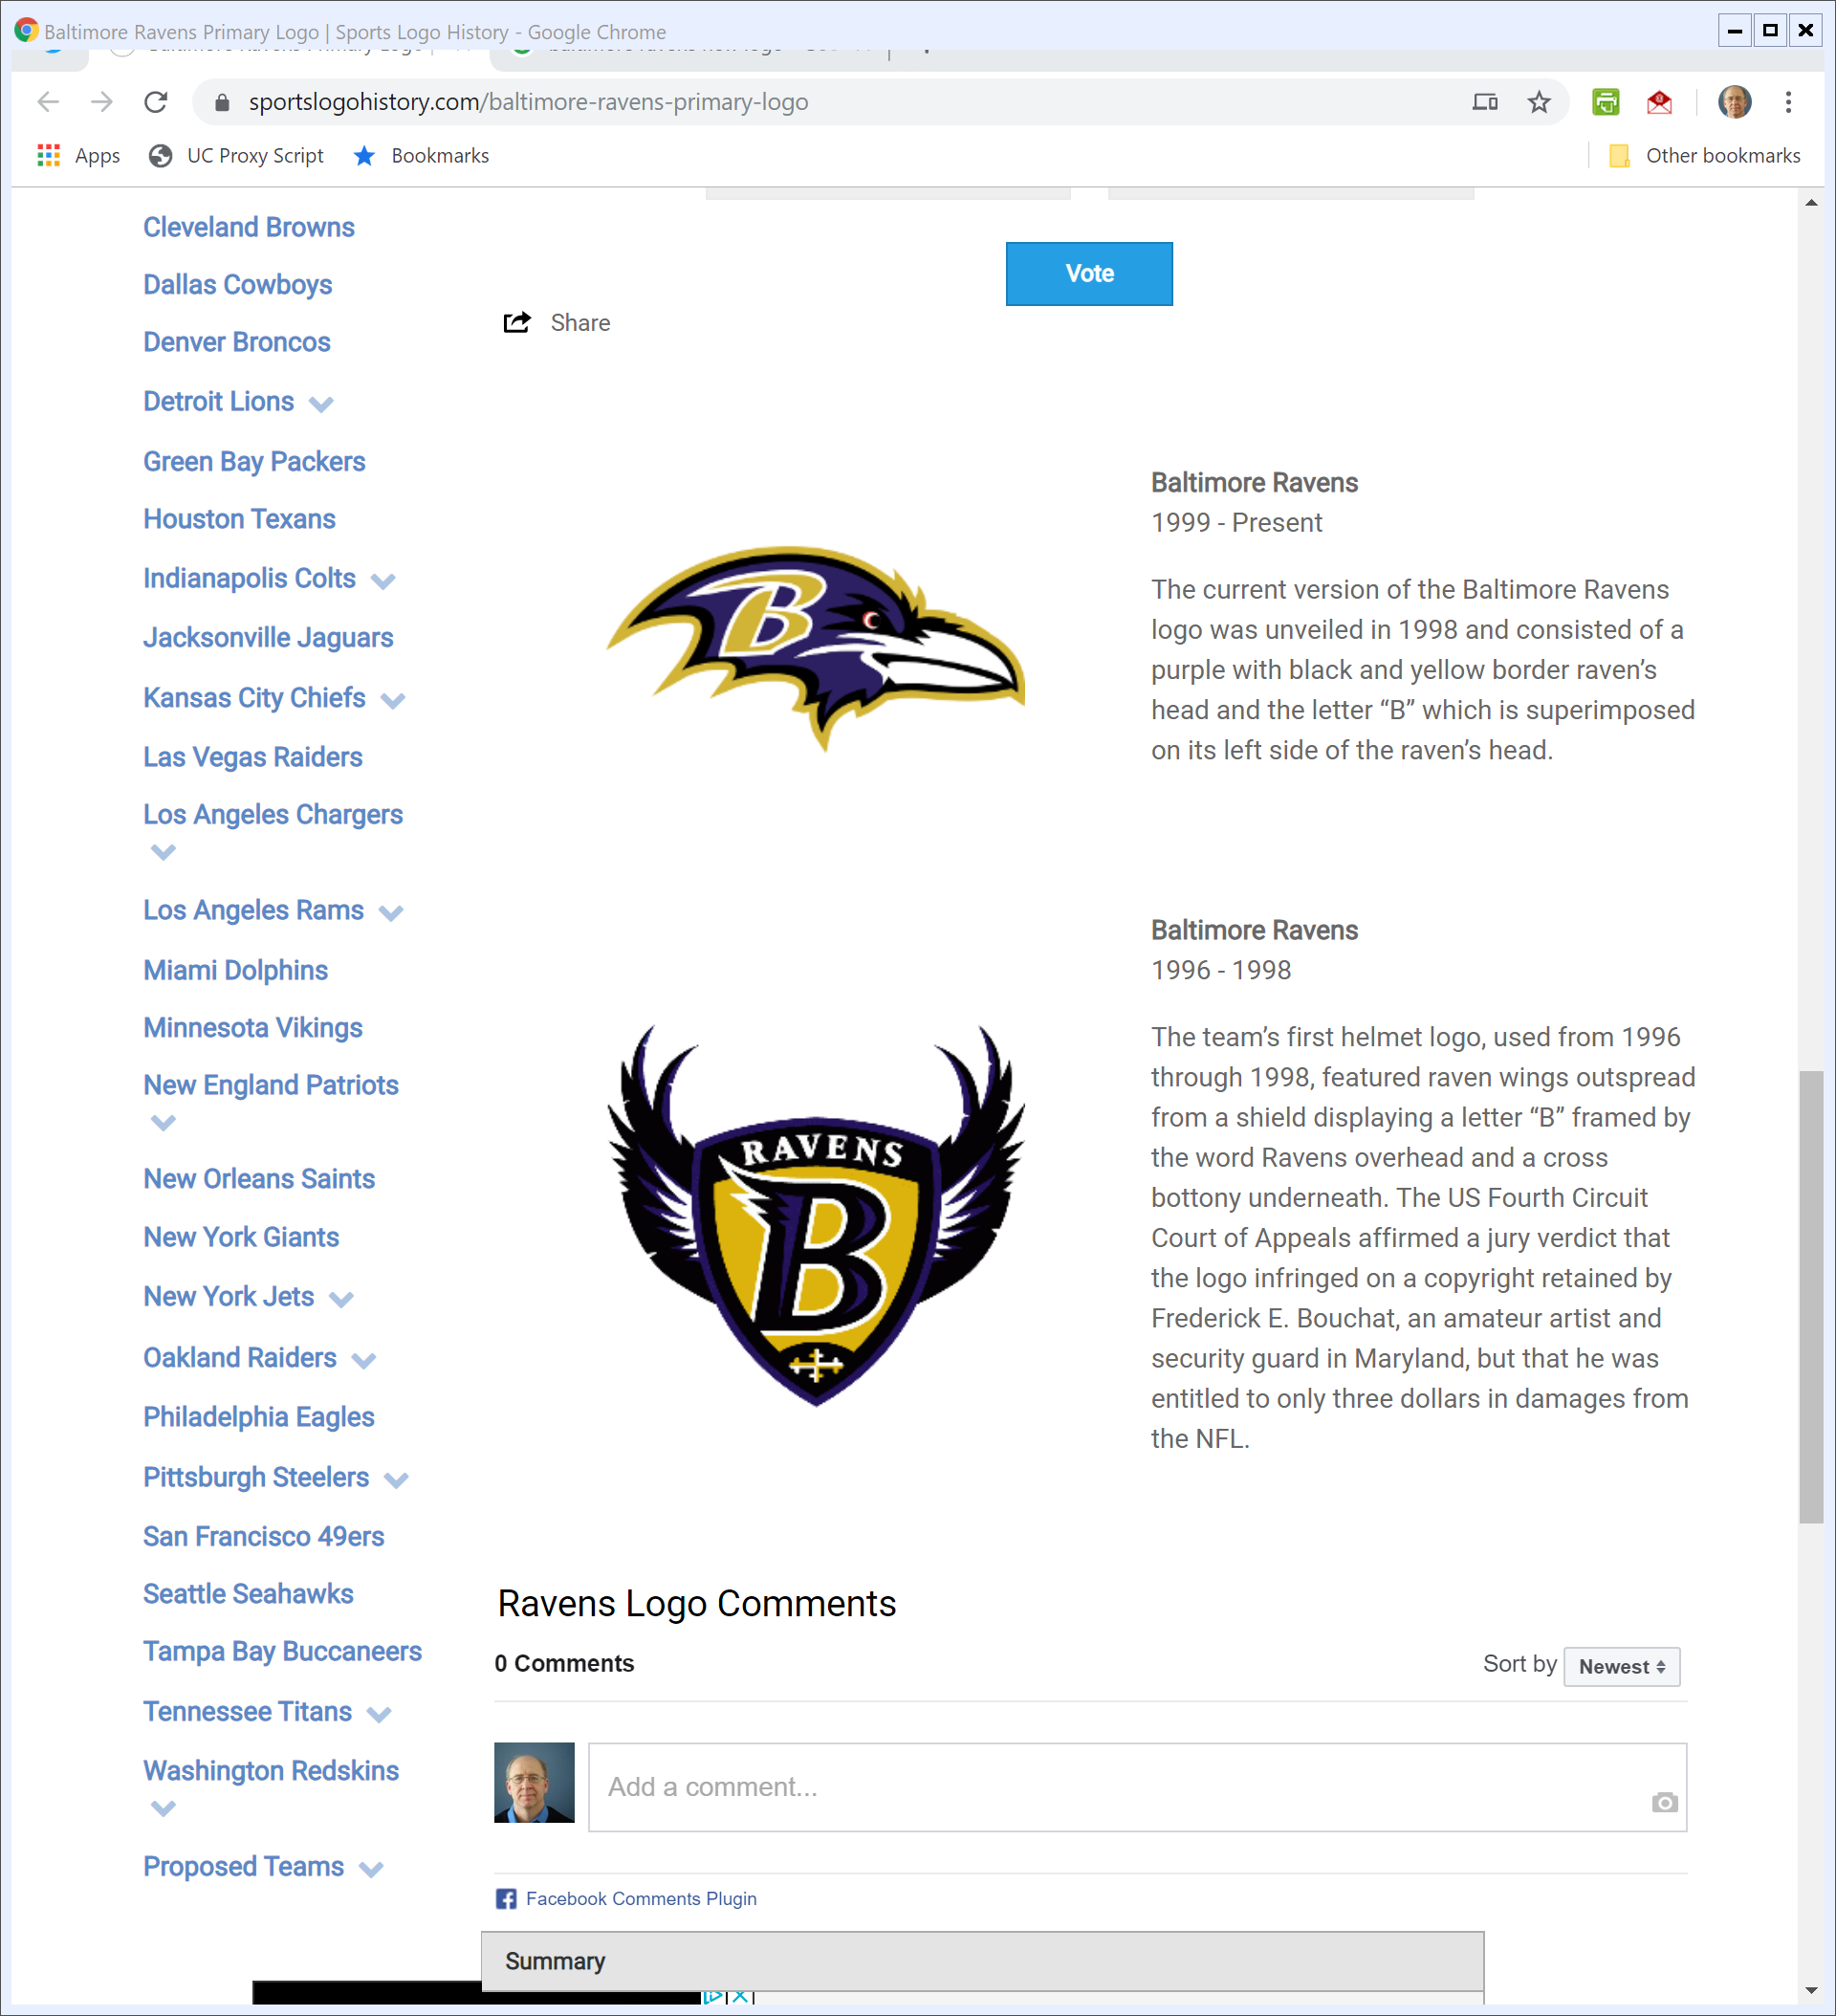 Baltimore Ravens Primary Logo | Sports Logo History - Google Chrome
sportslogohistory.com/baltimore-ravens-primary-logo
Apps
UC Proxy Script
Bookmarks
Other bookmarks
Cleveland Browns
Dallas Cowboys
Denver Broncos
Detroit Lions
Green Bay Packers
Houston Texans
Indianapolis Colts
Jacksonville Jaguars
Kansas City Chiefs
Las Vegas Raiders
Los Angeles Chargers
Los Angeles Rams
Miami Dolphins
Minnesota Vikings
New England Patriots
New Orleans Saints
New York Giants
New York Jets
Oakland Raiders
Philadelphia Eagles
Pittsburgh Steelers
San Francisco 49ers
Seattle Seahawks
Tampa Bay Buccaneers
Tennessee Titans
Washington Redskins
Proposed Teams
Vote
Share
B
Baltimore Ravens
1999 - Present
The current version of the Baltimore Ravens
logo was unveiled in 1998 and consisted of a
purple with black and yellow border raven’s
head and the letter “B” which is superimposed
on its left side of the raven’s head.
RAVENS
B
Baltimore Ravens
1996 - 1998
The team’s first helmet logo, used from 1996
through 1998, featured raven wings outspread
from a shield displaying a letter “B” framed by
the word Ravens overhead and a cross
bottony underneath. The US Fourth Circuit
Court of Appeals affirmed a jury verdict that
the logo infringed on a copyright retained by
Frederick E. Bouchat, an amateur artist and
security guard in Maryland, but that he was
entitled to only three dollars in damages from
the NFL.
Ravens Logo Comments
0 Comments
Sort by Newest
Add a comment...
Facebook Comments Plugin
Summary